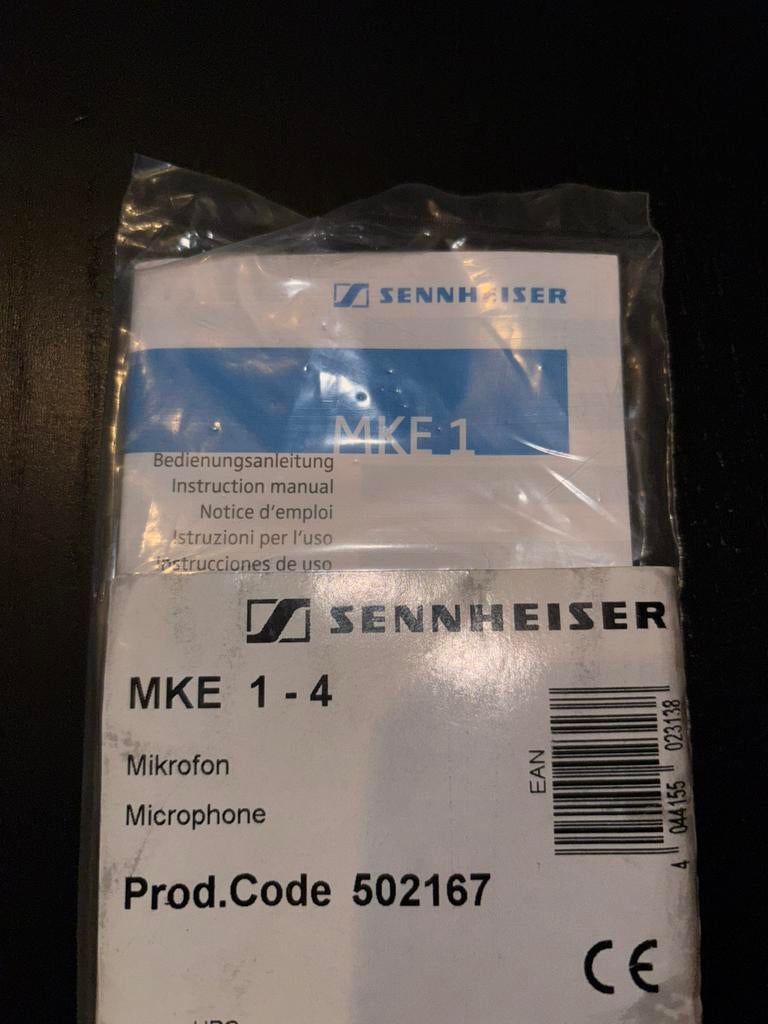 SENNHEISER
MKE 1
Bedienungsanleitung
Instruction manual
Notice d'emploi
Istruzioni per l'uso
Instrucciones de uso
SENNHEISER
MKE 1 - 4
Mikrofon
Microphone
EAN
4 044155 023138
Prod.Code 502167
CE